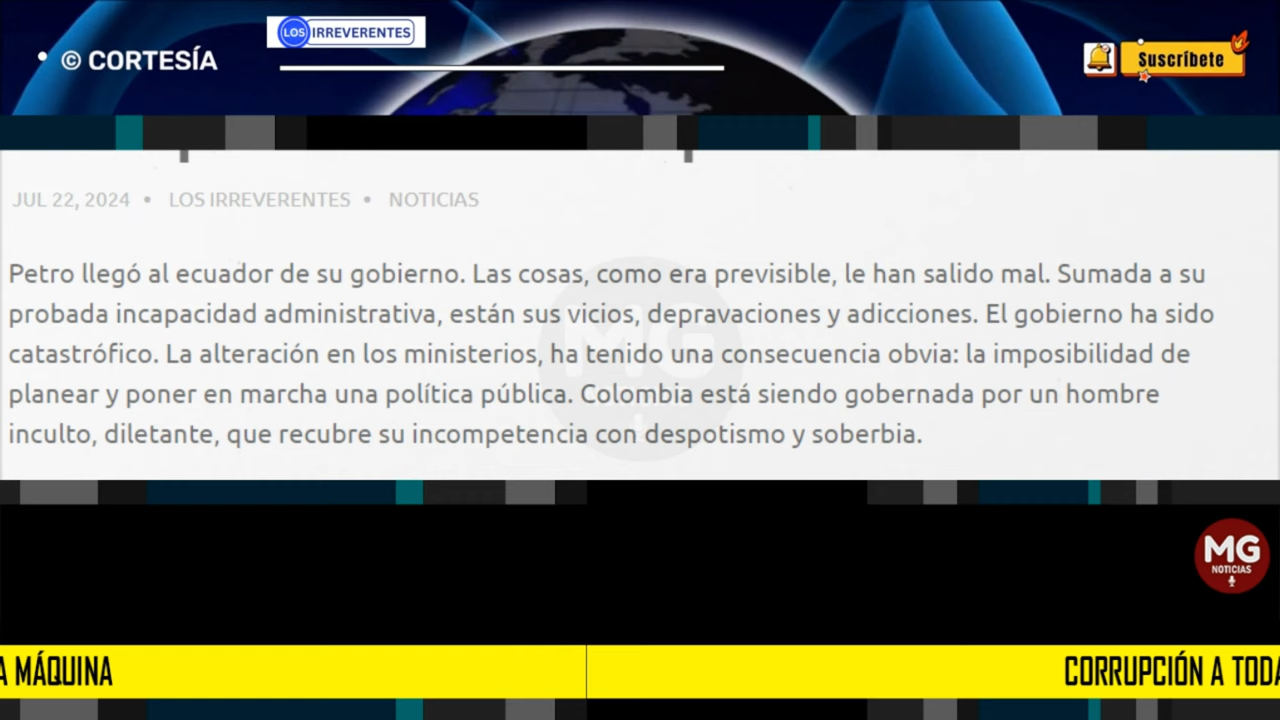 © CORTESÍA
LOS IRREVERENTES
Suscríbete
JUL 22, 2024 • LOS IRREVERENTES • NOTICIAS
Petro llegó al ecuador de su gobierno. Las cosas, como era previsible, le han salido mal. Sumada a su
probada incapacidad administrativa, están sus vicios, depravaciones y adicciones. El gobierno ha sido
catastrófico. La alteración en los ministerios, ha tenido una consecuencia obvia: la imposibilidad de
planear y poner en marcha una política pública. Colombia está siendo gobernada por un hombre
inculto, diletante, que recubre su incompetencia con despotismo y soberbia.
MG
MG
NOTICIAS
A MÁQUINA
CORRUPCIÓN A TODA